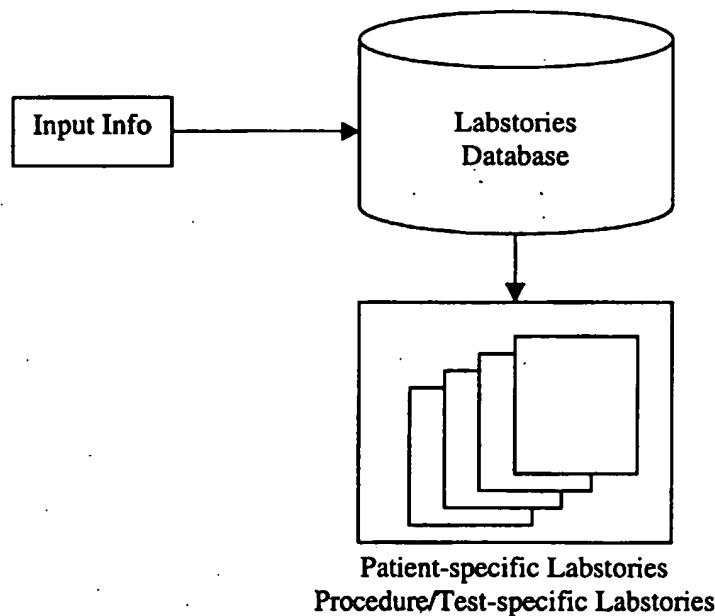 Input Info
Labstories
Database
Patient-specific Labstories
Procedure/Test-specific Labstories